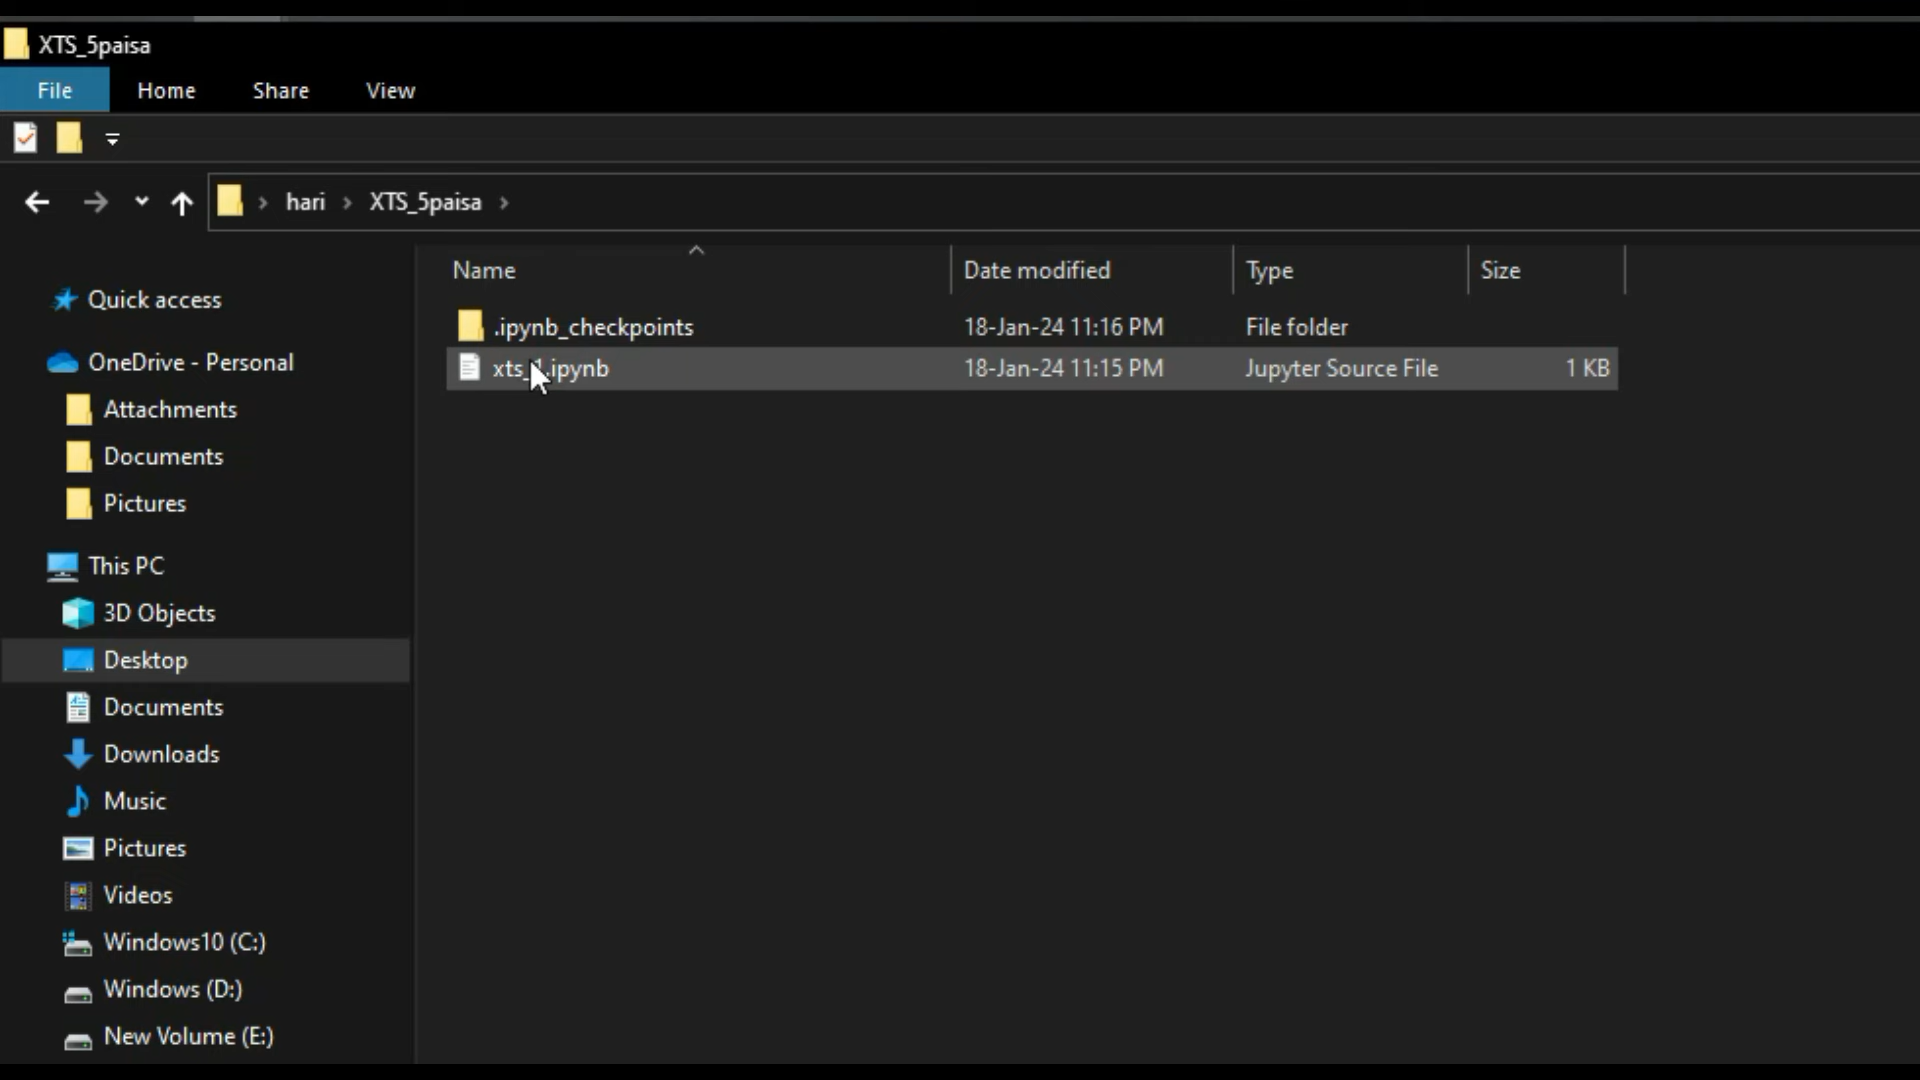 XTS_5paisa
File Home Share View
hari XTS_5paisa
Name Date modified Type Size
.ipynb_checkpoints 18-Jan-24 11:16 PM File folder
xts_1.ipynb 18-Jan-24 11:15 PM Jupyter Source File 1 KB
Quick access
OneDrive - Personal
Attachments
Documents
Pictures
This PC
3D Objects
Desktop
Documents
Downloads
Music
Pictures
Videos
Windows10 (C:)
Windows (D:)
New Volume (E:)